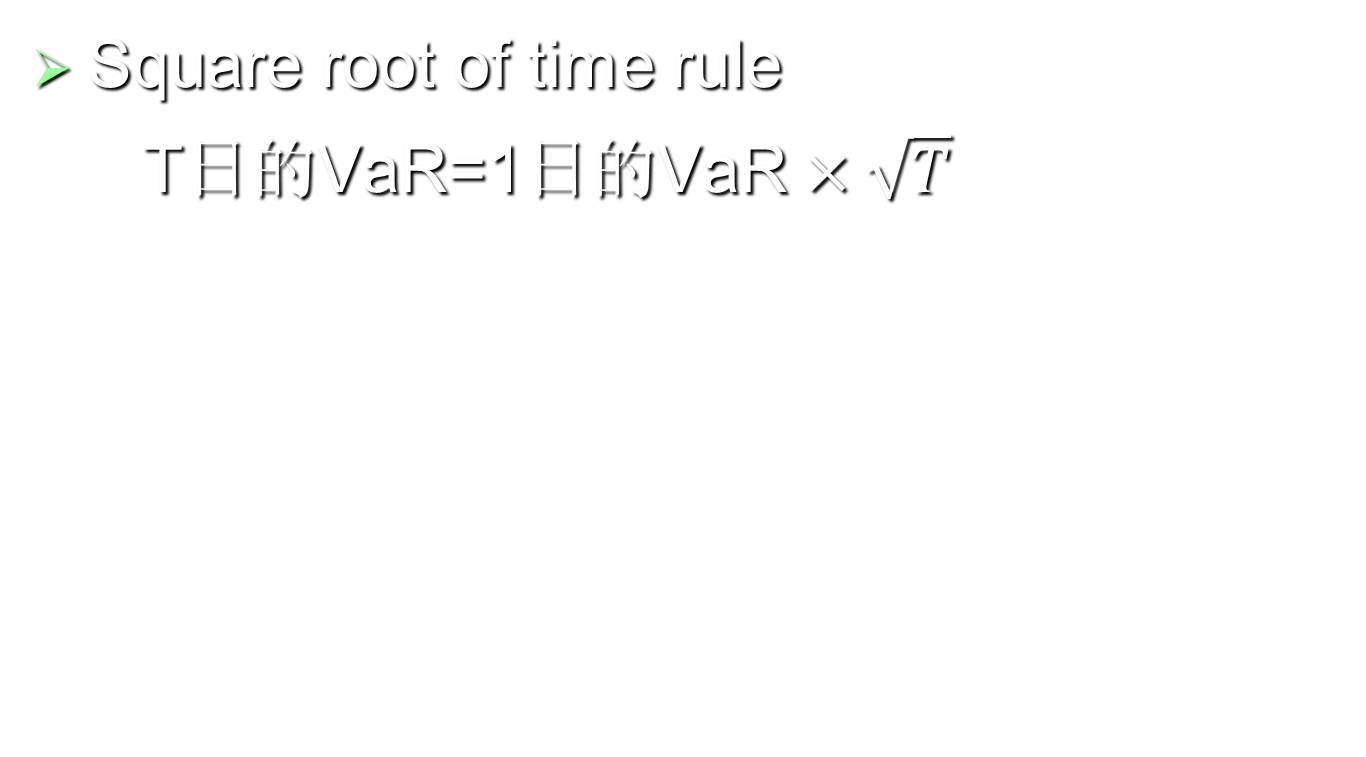 ➢ Square root of time rule
T日的VaR=1日的VaR × √T